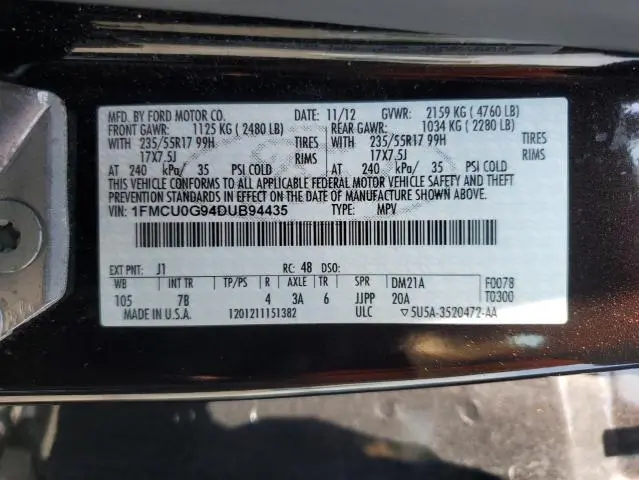 MFD. BY FORD MOTOR CO. DATE: 11/12 GVWR: 2159 KG ( 4760 LB)
FRONT GAWR: 1125 KG ( 2480 LB) REAR GAWR: 1034 KG ( 2280 LB)
WITH 235/55R17 99H TIRES WITH 235/55R17 99H TIRES
17X7.5J RIMS 17X7.5J RIMS
AT 240 kPa/ 35 PSI COLD AT 240 kPa/ 35 PSI COLD
THIS VEHICLE CONFORMS TO ALL APPLICABLE FEDERAL MOTOR VEHICLE SAFETY AND THEFT
PREVENTION STANDARDS IN EFFECT ON THE DATE OF MANUFACTURE SHOWN ABOVE.
VIN: 1FMCU0G94DUB94435 TYPE: MPV
EXT PNT: J1 RC: 48 DSO:
WB INT TR TP/PS R AXLE TR SPR DM21A F0078
105 7B 4 3A 6 JJPP 20A T0300
MADE IN U.S.A. 1201211151382 ULC ▽5U5A-3520472-AA